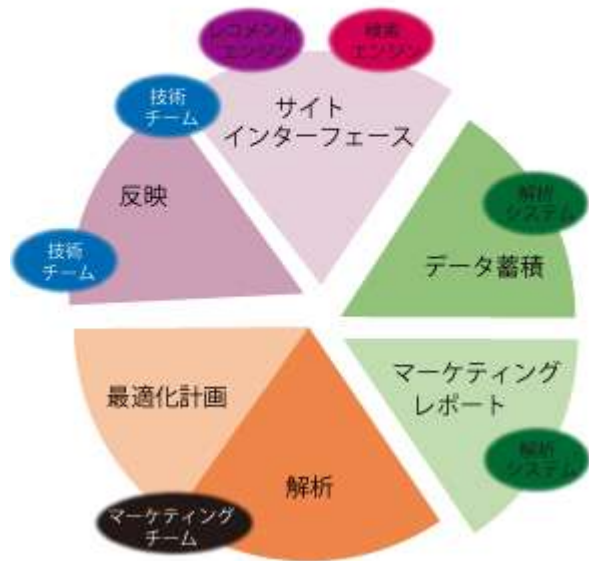 レコメンド
エンジン
検索
エンジン
技術
チーム
サイト
インターフェース
反映
技術
チーム
解析
システム
データ蓄積
マーケティング
レポート
解析
システム
最適化計画
解析
マーケティング
チーム